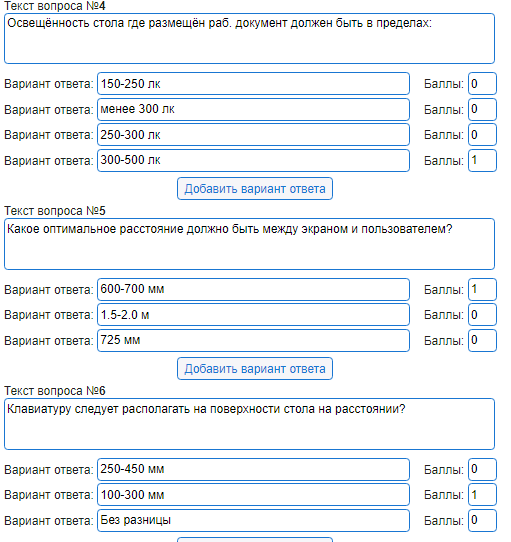 Текст вопроса №4
Освещённость стола где размещён раб. документ должен быть в пределах:
Вариант ответа: 150-250 лк Баллы: 0
Вариант ответа: менее 300 лк Баллы: 0
Вариант ответа: 250-300 лк Баллы: 0
Вариант ответа: 300-500 лк Баллы: 1
Добавить вариант ответа
Текст вопроса №5
Какое оптимальное расстояние должно быть между экраном и пользователем?
Вариант ответа: 600-700 мм Баллы: 1
Вариант ответа: 1.5-2.0 м Баллы: 0
Вариант ответа: 725 мм Баллы: 0
Добавить вариант ответа
Текст вопроса №6
Клавиатуру следует располагать на поверхности стола на расстоянии?
Вариант ответа: 250-450 мм Баллы: 0
Вариант ответа: 100-300 мм Баллы: 1
Вариант ответа: Без разницы Баллы: 0